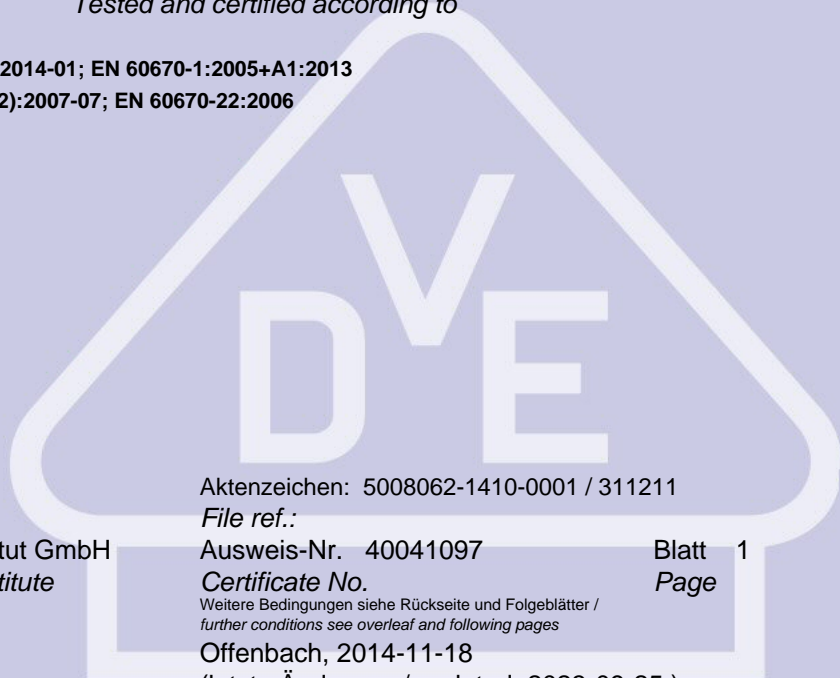 Tested and certified according to
2014-01; EN 60670-1:2005+A1:2013
2):2007-07; EN 60670-22:2006
V
D E
Aktenzeichen: 5008062-1410-0001 / 311211
File ref.:
tut GmbH Ausweis-Nr. 40041097 Blatt 1
titute Certificate No. Page
Weitere Bedingungen siehe Rückseite und Folgeblätter /
further conditions see overleaf and following pages
Offenbach, 2014-11-18